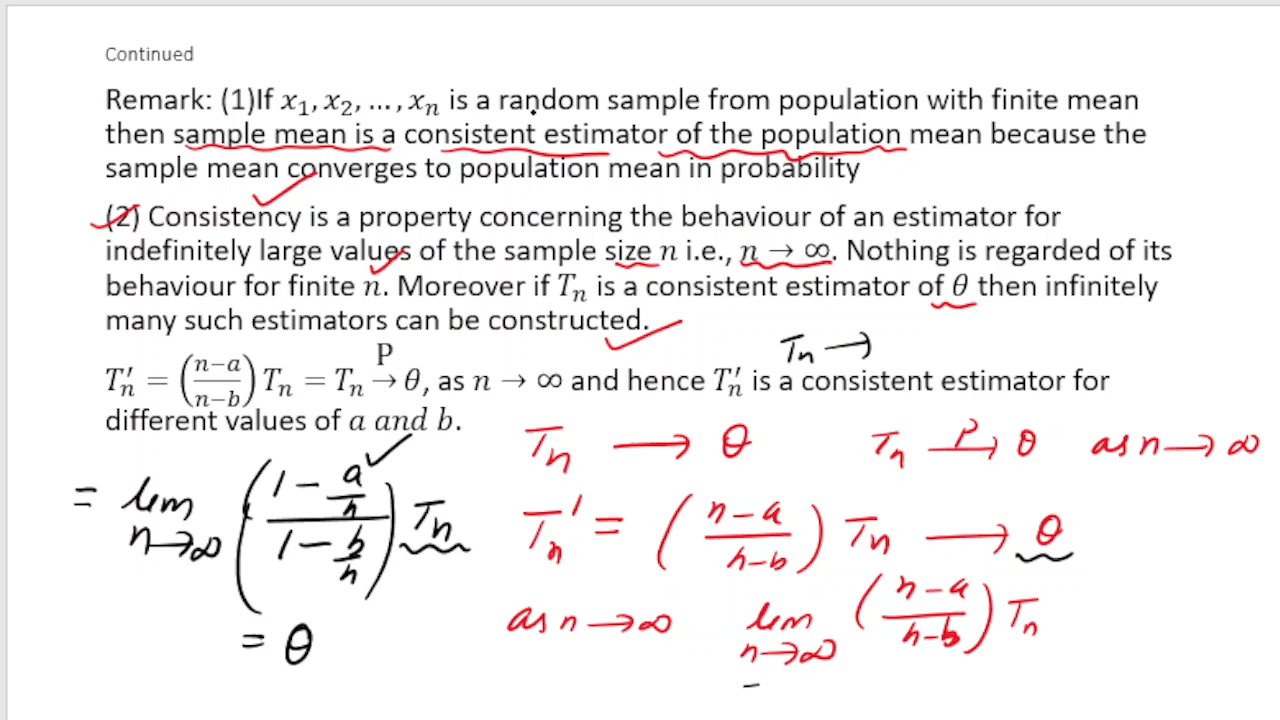 Continued
Remark: (1)If x₁, x₂, ..., xₙ is a random sample from population with finite mean
then sample mean is a consistent estimator of the population mean because the
sample mean converges to population mean in probability
(2) Consistency is a property concerning the behaviour of an estimator for
indefinitely large values of the sample size n i.e., n → ∞. Nothing is regarded of its
behaviour for finite n. Moreover if Tₙ is a consistent estimator of θ then infinitely
many such estimators can be constructed.
Tₙ →
Tₙ′ = ((n−a)/(n−b)) Tₙ = Tₙ →ᴾ θ, as n → ∞ and hence Tₙ′ is a consistent estimator for
different values of a and b.
Tₙ → θ Tₙ →ᴾ θ as n → ∞
= lim n→∞ ((1 − a/n)/(1 − b/n)) Tₙ
Tₙ′ = ((n−a)/(n−b)) Tₙ → θ
as n → ∞ lim n→∞ ((n−a)/(n−b)) Tₙ
= θ